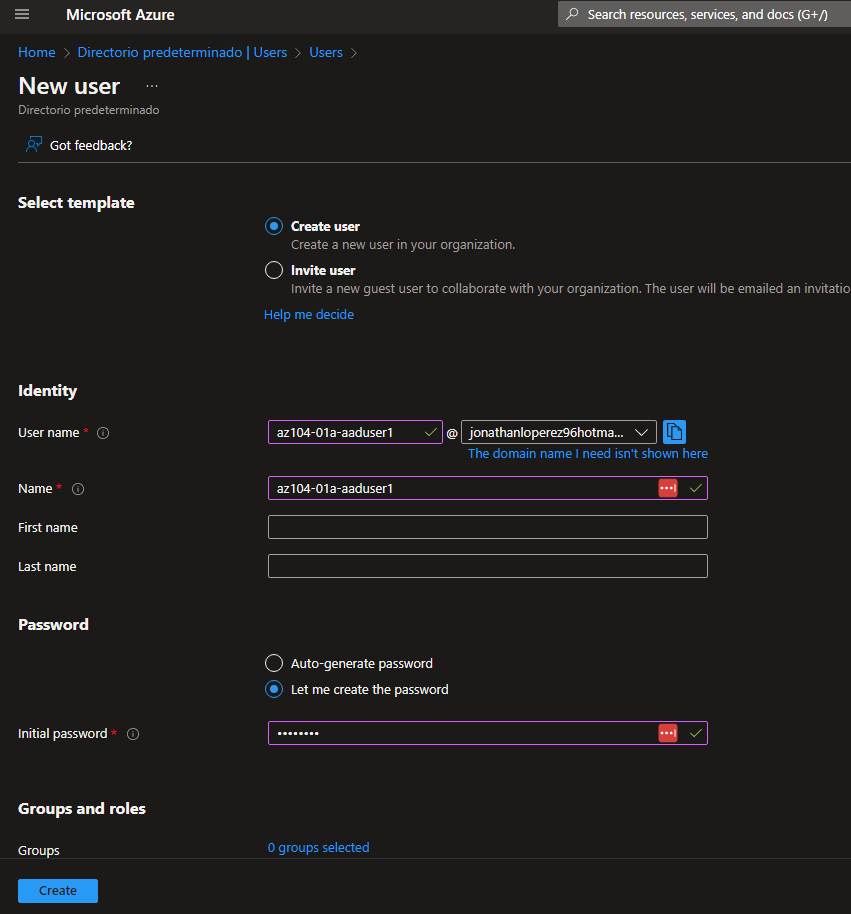 Microsoft Azure
Search resources, services, and docs (G+/)
Home > Directorio predeterminado | Users > Users >
New user ...
Directorio predeterminado
Got feedback?
Select template
Create user
Create a new user in your organization.
Invite user
Invite a new guest user to collaborate with your organization. The user will be emailed an invitatio
Help me decide
Identity
User name * az104-01a-aaduser1 @ jonathanloperez96hotma...
The domain name I need isn't shown here
Name * az104-01a-aaduser1
First name
Last name
Password
Auto-generate password
Let me create the password
Initial password * ••••••••
Groups and roles
Groups 0 groups selected
Create